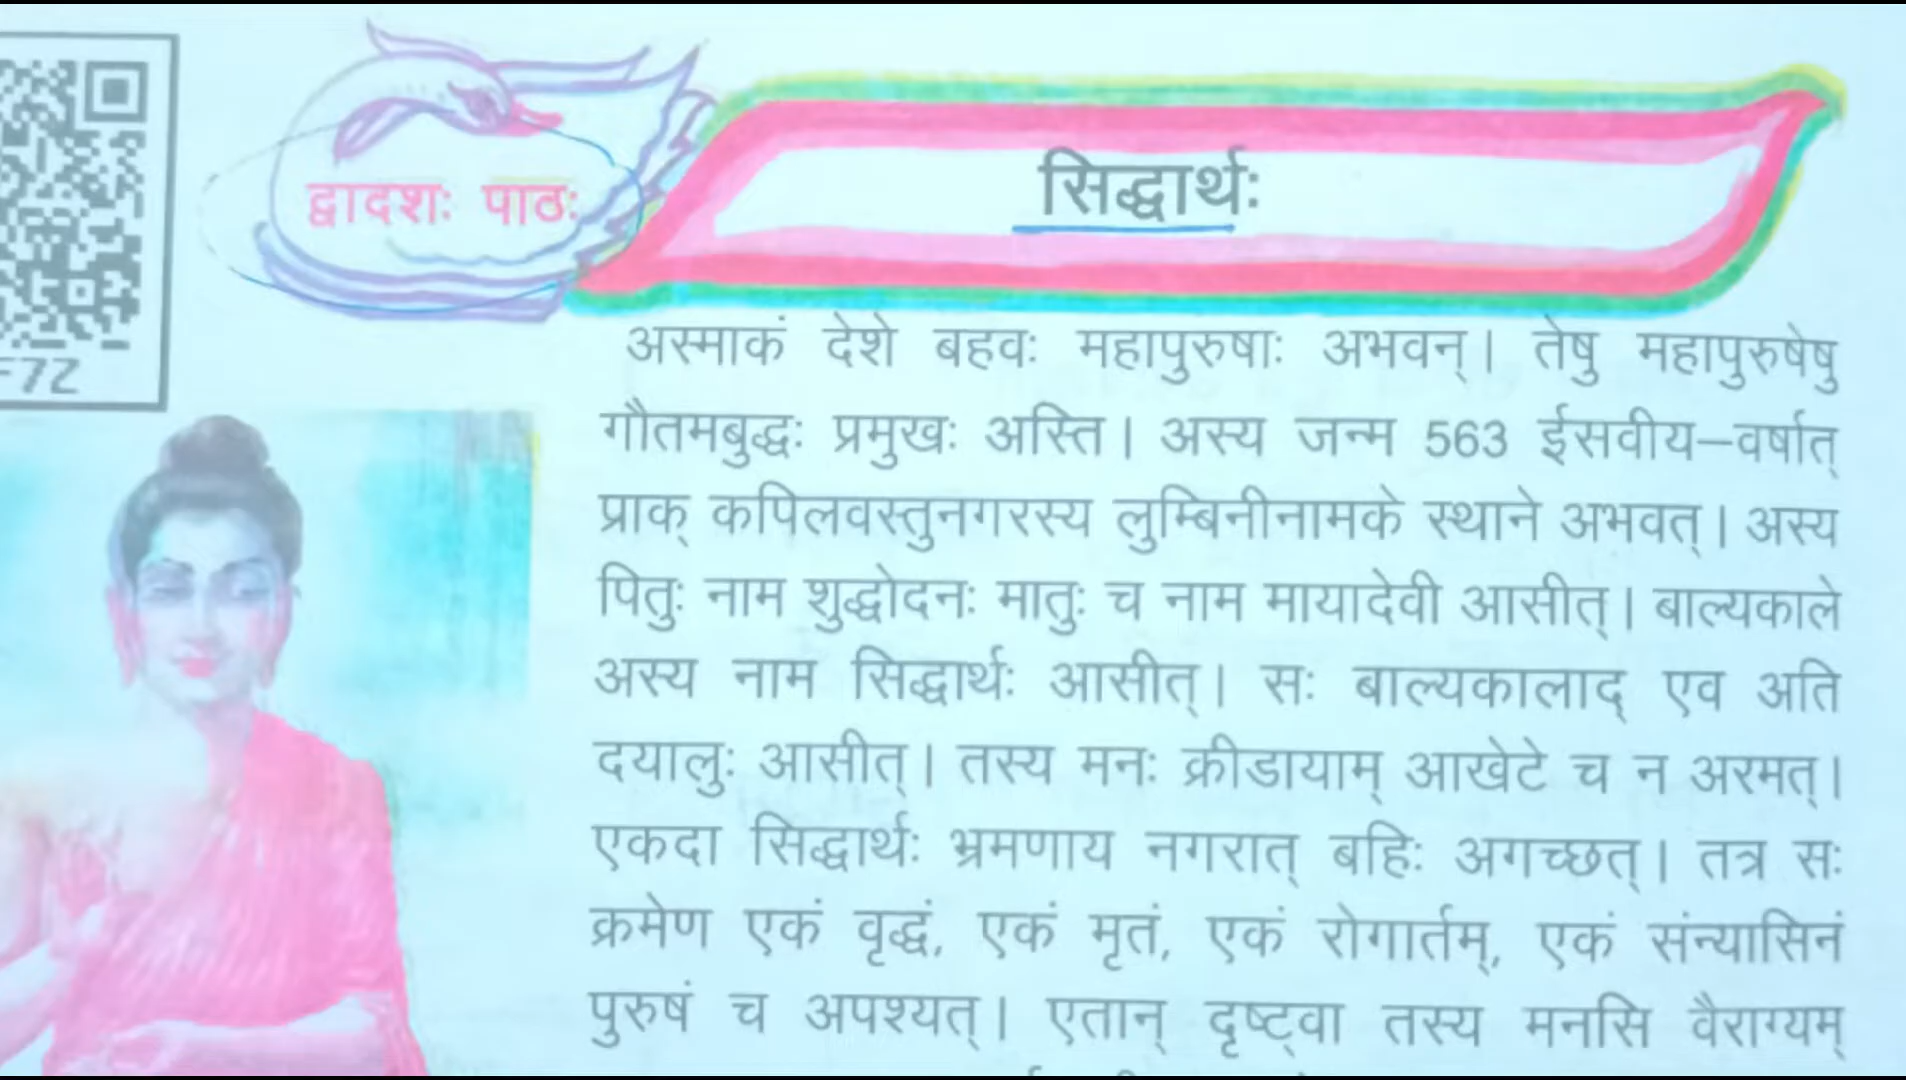 द्वादशः पाठः
सिद्धार्थः
F7Z
अस्माकं देशे बहवः महापुरुषाः अभवन्। तेषु महापुरुषेषु
गौतमबुद्धः प्रमुखः अस्ति। अस्य जन्म 563 ईसवीय–वर्षात्
प्राक् कपिलवस्तुनगरस्य लुम्बिनीनामके स्थाने अभवत्। अस्य
पितुः नाम शुद्धोदनः मातुः च नाम मायादेवी आसीत्। बाल्यकाले
अस्य नाम सिद्धार्थः आसीत्। सः बाल्यकालाद् एव अति
दयालुः आसीत्। तस्य मनः क्रीडायाम् आखेटे च न अरमत्।
एकदा सिद्धार्थः भ्रमणाय नगरात् बहिः अगच्छत्। तत्र सः
क्रमेण एकं वृद्धं, एकं मृतं, एकं रोगार्तम्, एकं संन्यासिनं
पुरुषं च अपश्यत्। एतान् दृष्ट्वा तस्य मनसि वैराग्यम्